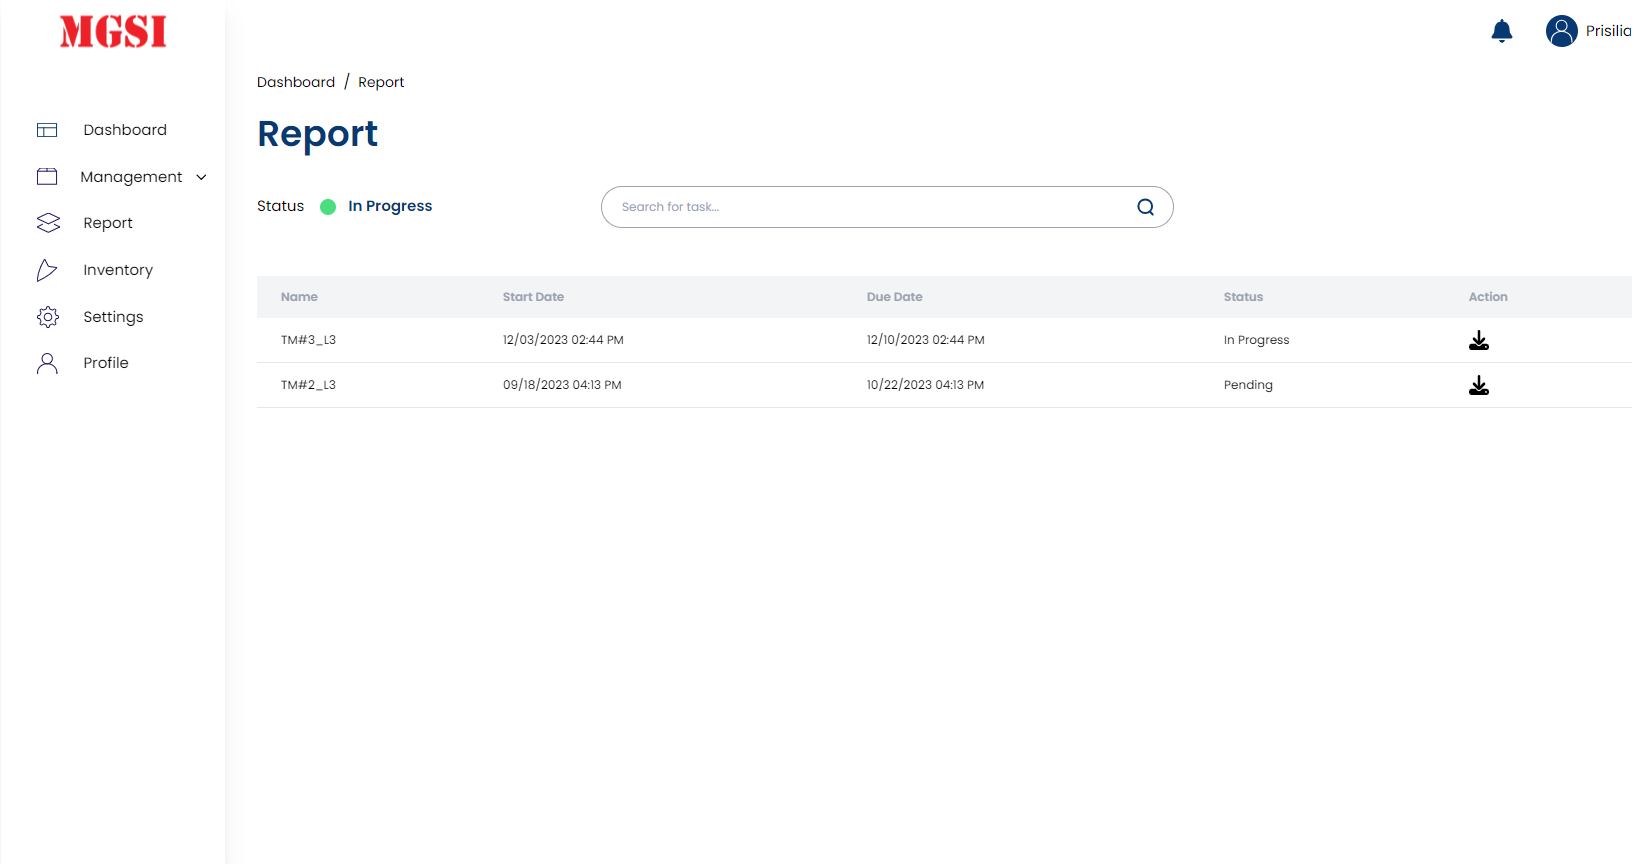 MGSI
Prisilia
Dashboard / Report
Dashboard
Management
Report
Inventory
Settings
Profile
Report
Status In Progress
Search for task...
Name Start Date Due Date Status Action
TM#3_L3 12/03/2023 02:44 PM 12/10/2023 02:44 PM In Progress
TM#2_L3 09/18/2023 04:13 PM 10/22/2023 04:13 PM Pending